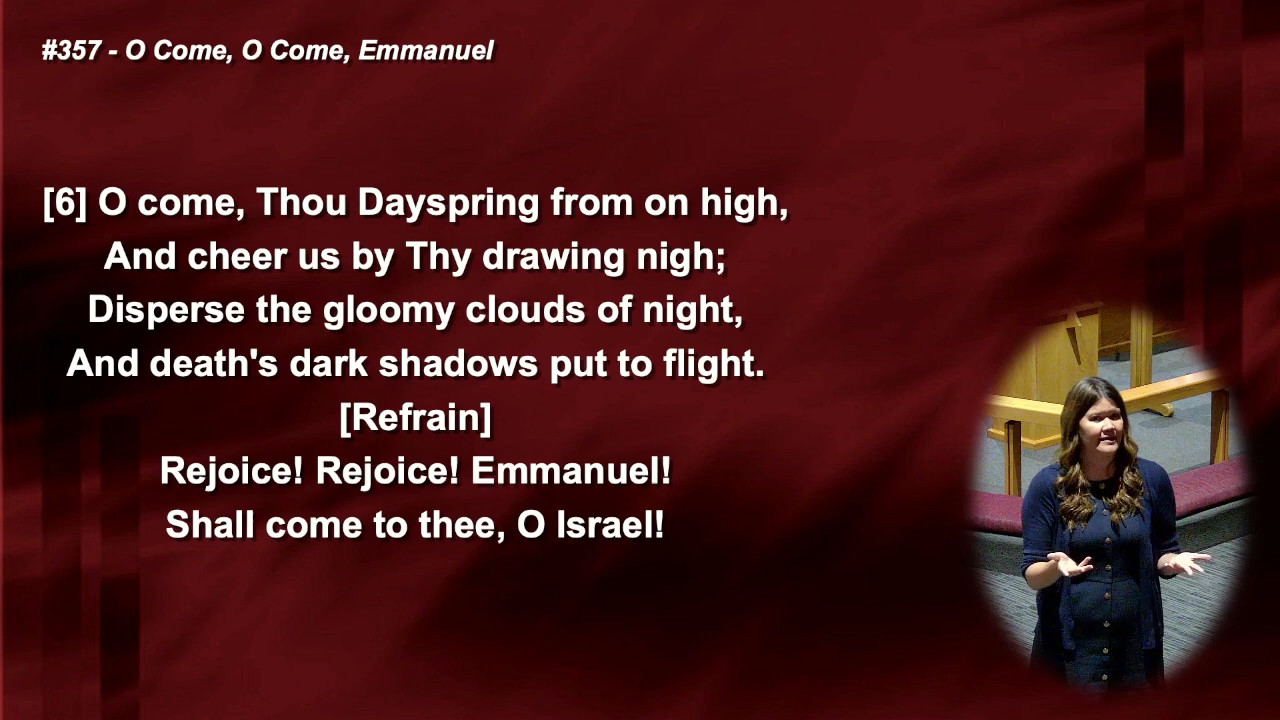 #357 - O Come, O Come, Emmanuel
[6] O come, Thou Dayspring from on high,
And cheer us by Thy drawing nigh;
Disperse the gloomy clouds of night,
And death's dark shadows put to flight.
[Refrain]
Rejoice! Rejoice! Emmanuel!
Shall come to thee, O Israel!